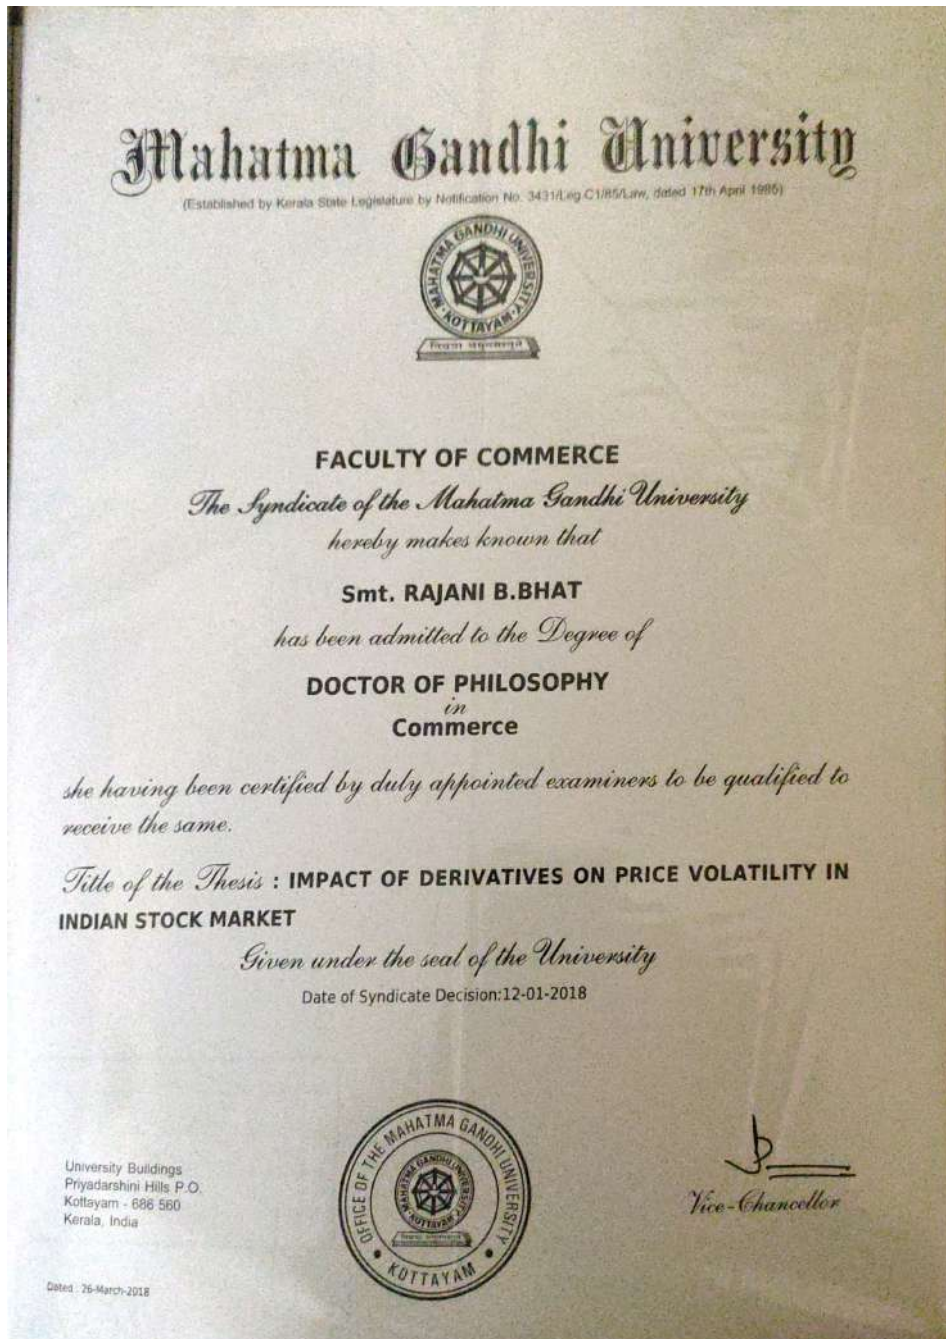 Mahatma Gandhi University
(Established by Kerala State Legislature by Notification No. 3431/Leg.C1/85/Law, dated 17th April 1985)
MAHATMA GANDHI UNIVERSITY
KOTTAYAM
FACULTY OF COMMERCE
The Syndicate of the Mahatma Gandhi University
hereby makes known that
Smt. RAJANI B.BHAT
has been admitted to the Degree of
DOCTOR OF PHILOSOPHY
in
Commerce
she having been certified by duly appointed examiners to be qualified to
receive the same.
Title of the Thesis : IMPACT OF DERIVATIVES ON PRICE VOLATILITY IN
INDIAN STOCK MARKET
Given under the seal of the University
Date of Syndicate Decision:12-01-2018
OFFICE OF THE MAHATMA GANDHI UNIVERSITY
KOTTAYAM
MAHATMA GANDHI UNIVERSITY
KOTTAYAM
University Buildings
Priyadarshini Hills P.O.
Kottayam - 686 560
Kerala, India
Vice-Chancellor
Dated : 26-March-2018